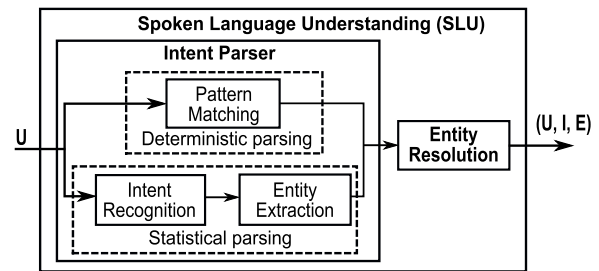 Spoken Language Understanding (SLU)
Intent Parser
Pattern
Matching
Deterministic parsing
U
(U, I, E)
Entity
Resolution
Intent
Recognition
Entity
Extraction
Statistical parsing